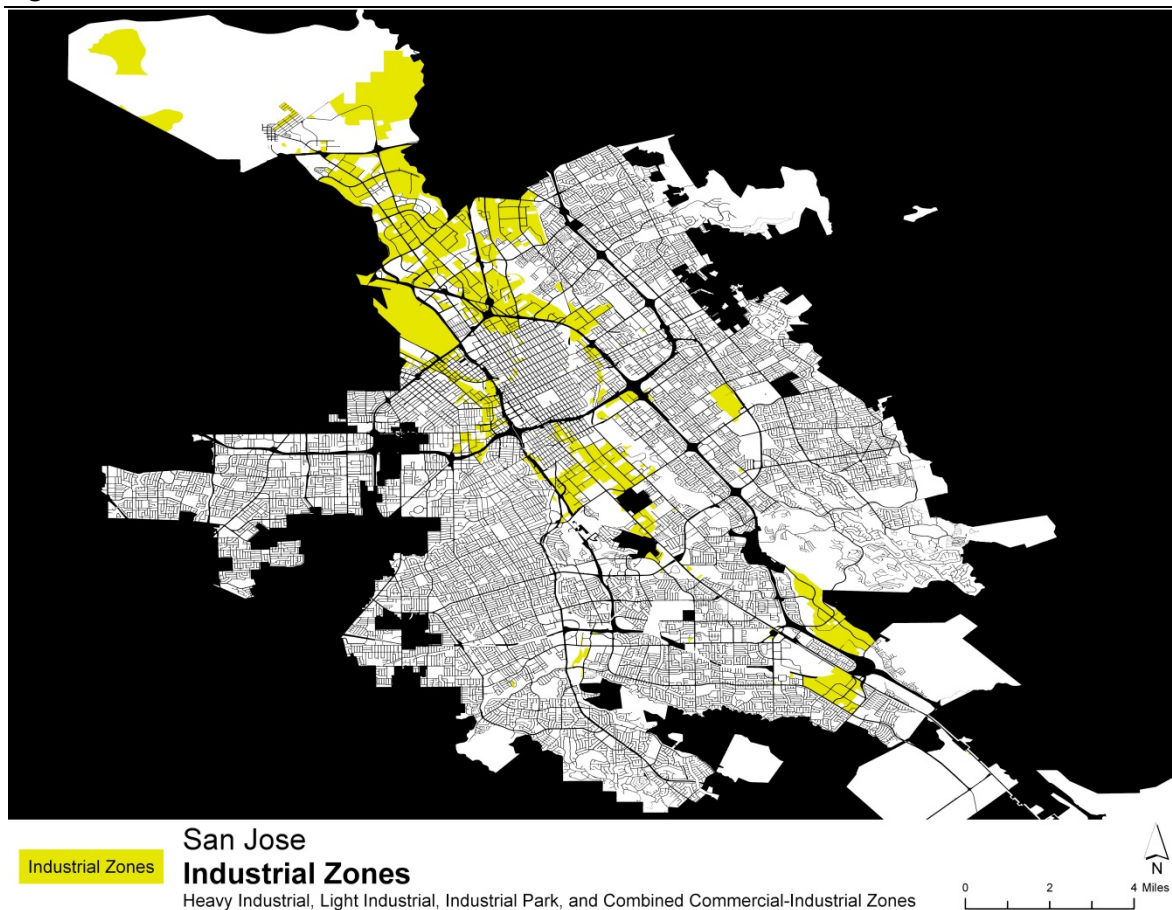 Industrial Zones
San Jose
Industrial Zones
Heavy Industrial, Light Industrial, Industrial Park, and Combined Commercial-Industrial Zones
N
0 2 4 Miles